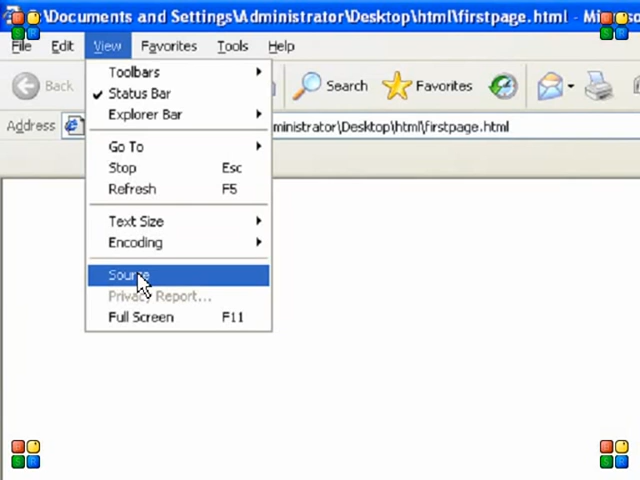 :\Documents and Settings\Administrator\Desktop\html\firstpage.html - Micros
File Edit View Favorites Tools Help
Back Search Favorites
Address ministrator\Desktop\html\firstpage.html
Toolbars
Status Bar
Explorer Bar
Go To
Stop Esc
Refresh F5
Text Size
Encoding
Source
Privacy Report...
Full Screen F11